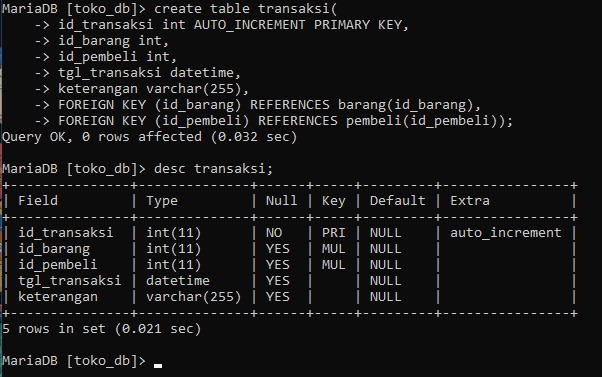 MariaDB [toko_db]> create table transaksi(
    -> id_transaksi int AUTO_INCREMENT PRIMARY KEY,
    -> id_barang int,
    -> id_pembeli int,
    -> tgl_transaksi datetime,
    -> keterangan varchar(255),
    -> FOREIGN KEY (id_barang) REFERENCES barang(id_barang),
    -> FOREIGN KEY (id_pembeli) REFERENCES pembeli(id_pembeli));
Query OK, 0 rows affected (0.032 sec)

MariaDB [toko_db]> desc transaksi;
+---------------+--------------+------+-----+---------+----------------+
| Field         | Type         | Null | Key | Default | Extra          |
+---------------+--------------+------+-----+---------+----------------+
| id_transaksi  | int(11)      | NO   | PRI | NULL    | auto_increment |
| id_barang     | int(11)      | YES  | MUL | NULL    |                |
| id_pembeli    | int(11)      | YES  | MUL | NULL    |                |
| tgl_transaksi | datetime     | YES  |     | NULL    |                |
| keterangan    | varchar(255) | YES  |     | NULL    |                |
+---------------+--------------+------+-----+---------+----------------+
5 rows in set (0.021 sec)

MariaDB [toko_db]> _